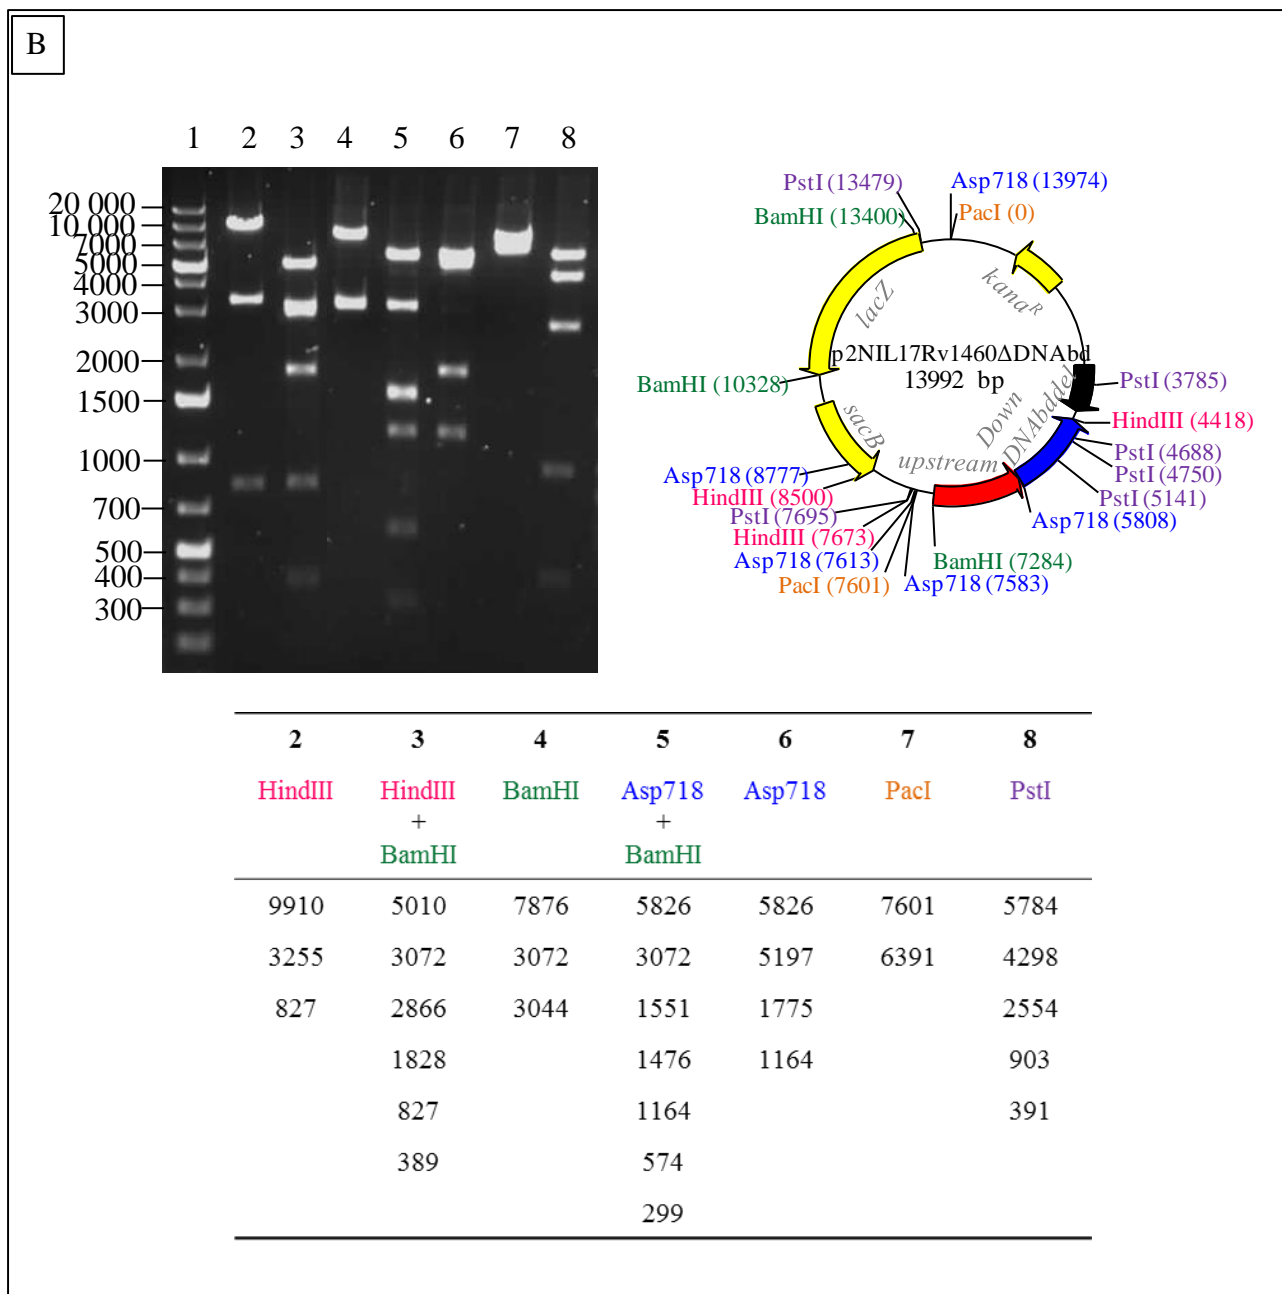 B
1 2 3 4 5 6 7 8
20 000
10 000
7000
5000
4000
3000
2000
1500
1000
700
500
400
300
PstI (13479)
Asp718 (13974)
BamHI (13400)
PacI (0)
kanaR
lacZ
p2NIL17Rv1460ΔDNAbd
13992 bp
PstI (3785)
BamHI (10328)
HindIII (4418)
Down
DNAbddel
sacB
upstream
PstI (4688)
PstI (4750)
PstI (5141)
Asp718 (8777)
HindIII (8500)
PstI (7695)
Asp718 (5808)
HindIII (7673)
Asp718 (7613)
BamHI (7284)
PacI (7601)
Asp718 (7583)
2 3 4 5 6 7 8
HindIII HindIII BamHI Asp718 Asp718 PacI PstI
+ +
BamHI BamHI
9910 5010 7876 5826 5826 7601 5784
3255 3072 3072 3072 5197 6391 4298
827 2866 3044 1551 1775 2554
1828 1476 1164 903
827 1164 391
389 574
299